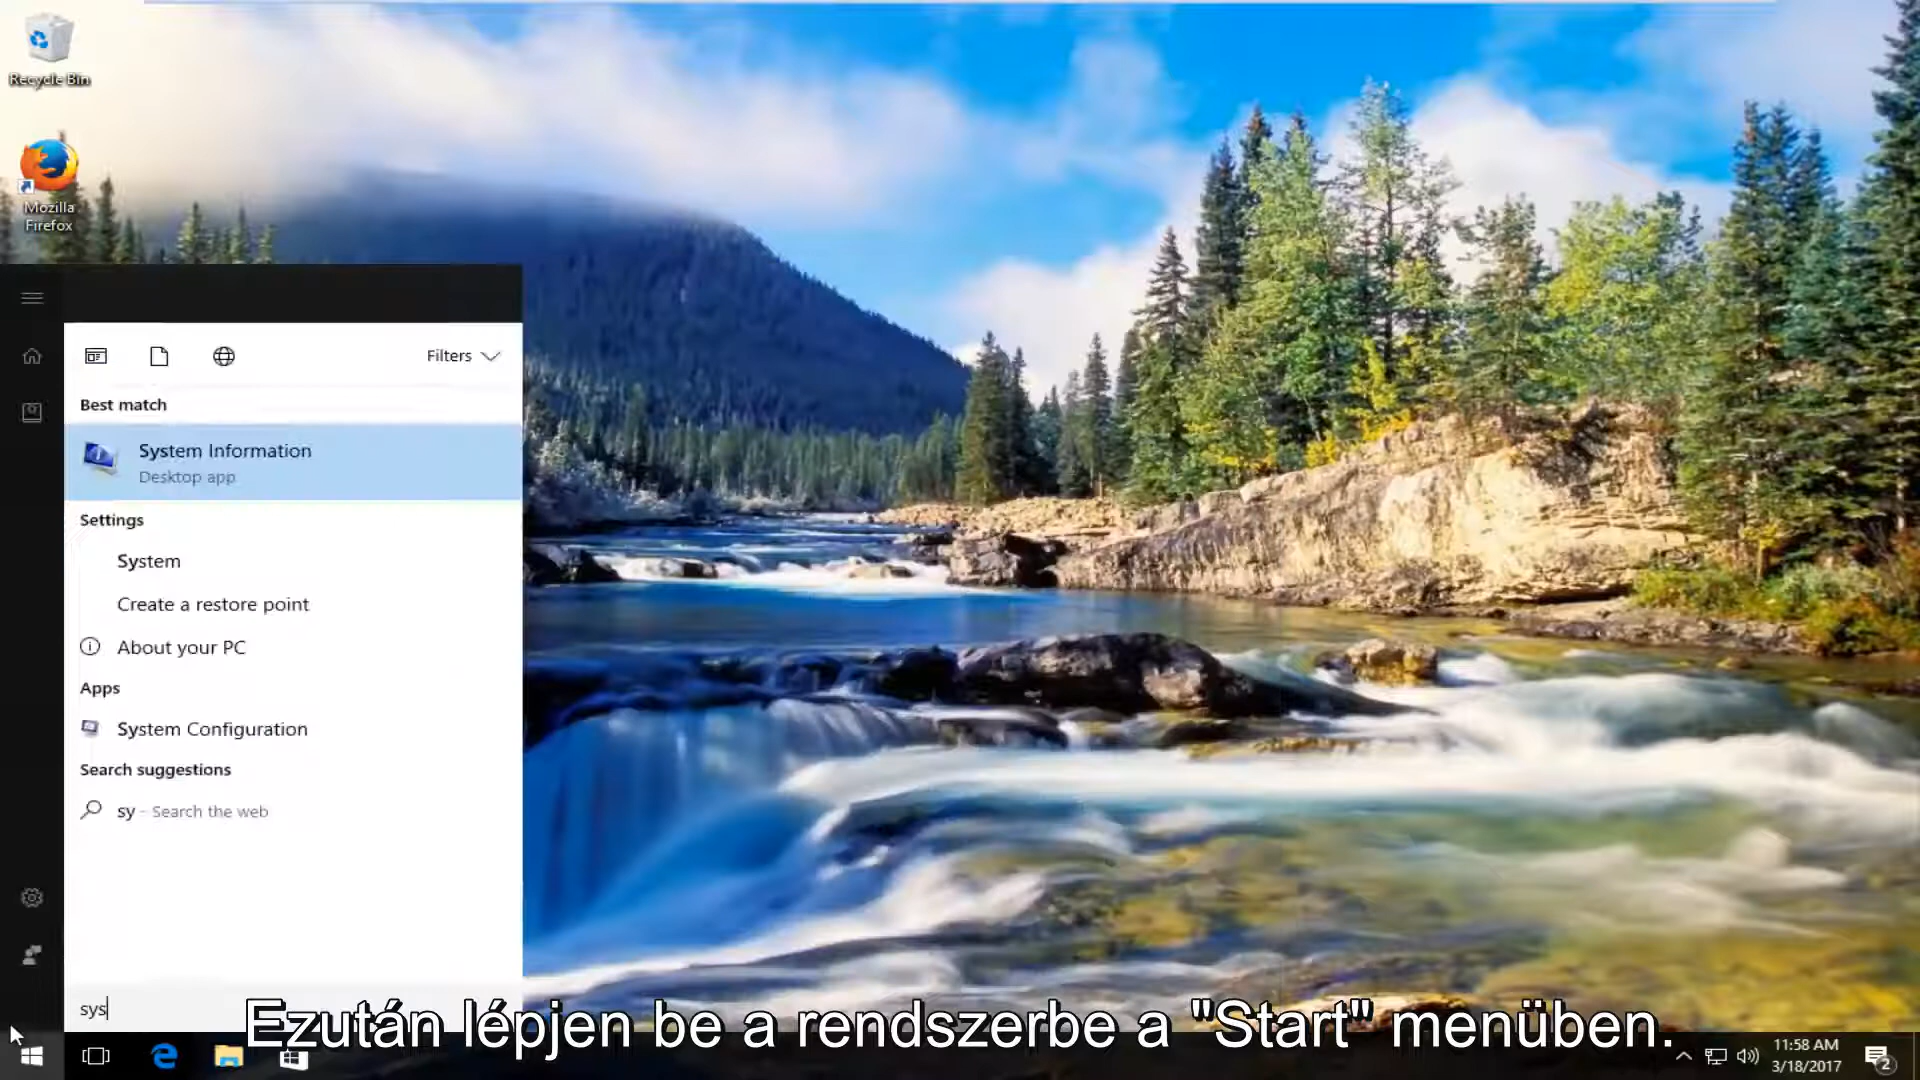 Recycle Bin
Mozilla
Firefox
Filters
Best match
System Information
Desktop app
Settings
System
Create a restore point
About your PC
Apps
System Configuration
Search suggestions
sy - Search the web
sys
Ezután lépjen be a rendszerbe a "Start" menüben.
11:58 AM
3/18/2017
2